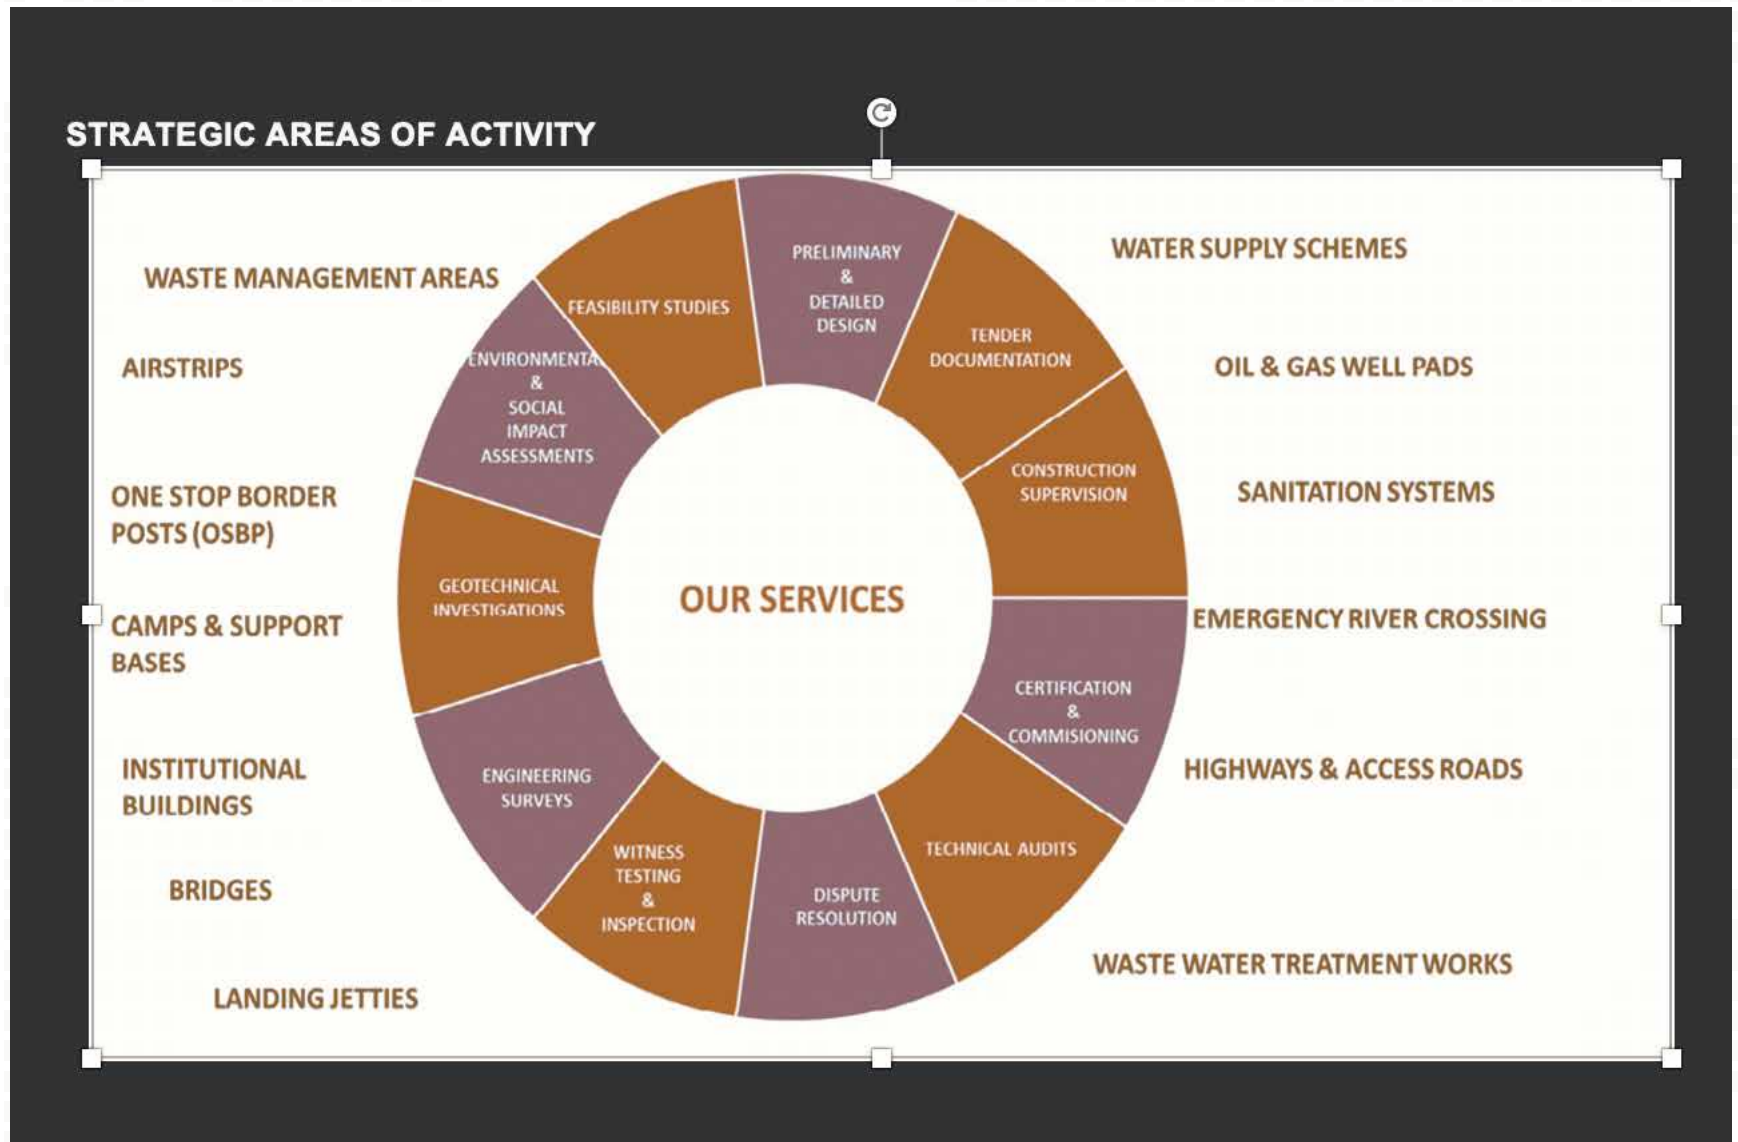 STRATEGIC AREAS OF ACTIVITY
WASTE MANAGEMENT AREAS
AIRSTRIPS
ONE STOP BORDER
POSTS (OSBP)
CAMPS & SUPPORT
BASES
INSTITUTIONAL
BUILDINGS
BRIDGES
LANDING JETTIES
FEASIBILITY STUDIES
PRELIMINARY
&
DETAILED
DESIGN
TENDER
DOCUMENTATION
CONSTRUCTION
SUPERVISION
CERTIFICATION
&
COMMISIONING
TECHNICAL AUDITS
DISPUTE
RESOLUTION
WITNESS
TESTING
&
INSPECTION
ENGINEERING
SURVEYS
GEOTECHNICAL
INVESTIGATIONS
ENVIRONMENTA
&
SOCIAL
IMPACT
ASSESSMENTS
OUR SERVICES
WATER SUPPLY SCHEMES
OIL & GAS WELL PADS
SANITATION SYSTEMS
EMERGENCY RIVER CROSSING
HIGHWAYS & ACCESS ROADS
WASTE WATER TREATMENT WORKS